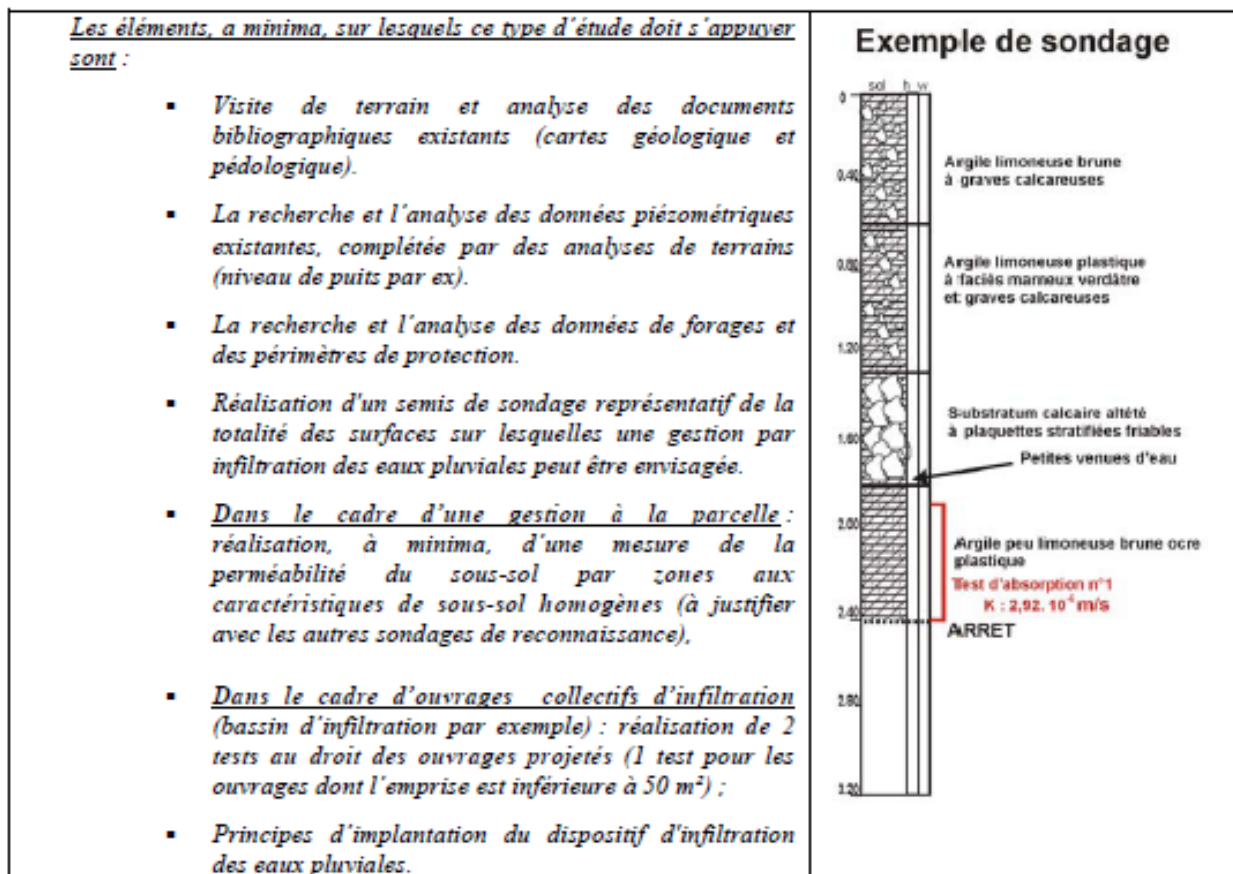 Les éléments, a minima, sur lesquels ce type d'étude doit s'appuyer
sont :
▪ Visite de terrain et analyse des documents
bibliographiques existant (cartes géologique et
pédologique).
▪ La recherche et l'analyse des données piézométriques
existantes, complétée par des analyses de terrains
(niveau de puits par ex).
▪ La recherche et l'analyse des données de forages et
des périmètres de protection.
▪ Réalisation d'un semis de sondage représentatif de la
totalité des surfaces sur lesquelles une gestion par
infiltration des eaux pluviales peut être envisagée.
▪ Dans le cadre d'une gestion à la parcelle :
réalisation, à minima, d'une mesure de la
perméabilité du sous-sol par zones aux
caractéristiques de sous-sol homogènes (à justifier
avec les autres sondages de reconnaissance),
▪ Dans le cadre d'ouvrages collectifs d'infiltration
(bassin d'infiltration par exemple) : réalisation de 2
tests au droit des ouvrages projetés (1 test pour les
ouvrages dont l'emprise est inférieure à 50 m²) ;
▪ Principes d'implantation du dispositif d'infiltration
des eaux pluviales.
Exemple de sondage
sol h w
0
Argile limoneuse brune
à graves calcareuses
0.40
0.80
Argile limoneuse plastique
à faciès marneux verdâtre
et graves calcareuses
1.20
Substratum calcaire altété
à plaquettes stratifiées friables
1.60
Petites venues d'eau
2.00
Argile peu limoneuse brune ocre
plastique
Test d'absorption n°1
K : 2,92. 10 m/s
2.40
ARRET
2.80
3.20